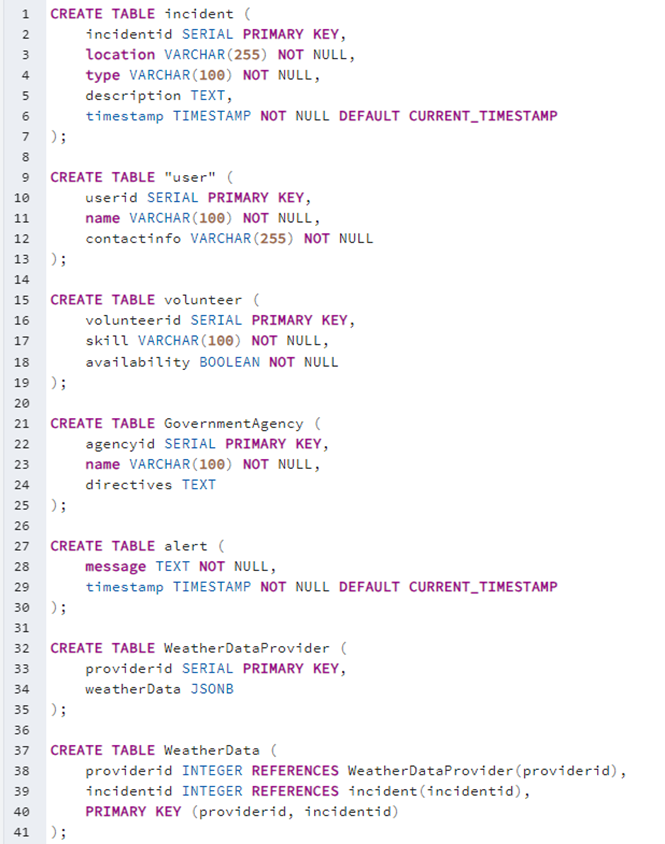 1 CREATE TABLE incident (
2     incidentid SERIAL PRIMARY KEY,
3     location VARCHAR(255) NOT NULL,
4     type VARCHAR(100) NOT NULL,
5     description TEXT,
6     timestamp TIMESTAMP NOT NULL DEFAULT CURRENT_TIMESTAMP
7 );
8
9 CREATE TABLE "user" (
10     userid SERIAL PRIMARY KEY,
11     name VARCHAR(100) NOT NULL,
12     contactinfo VARCHAR(255) NOT NULL
13 );
14
15 CREATE TABLE volunteer (
16     volunteerid SERIAL PRIMARY KEY,
17     skill VARCHAR(100) NOT NULL,
18     availability BOOLEAN NOT NULL
19 );
20
21 CREATE TABLE GovernmentAgency (
22     agencyid SERIAL PRIMARY KEY,
23     name VARCHAR(100) NOT NULL,
24     directives TEXT
25 );
26
27 CREATE TABLE alert (
28     message TEXT NOT NULL,
29     timestamp TIMESTAMP NOT NULL DEFAULT CURRENT_TIMESTAMP
30 );
31
32 CREATE TABLE WeatherDataProvider (
33     providerid SERIAL PRIMARY KEY,
34     weatherData JSONB
35 );
36
37 CREATE TABLE WeatherData (
38     providerid INTEGER REFERENCES WeatherDataProvider(providerid),
39     incidentid INTEGER REFERENCES incident(incidentid),
40     PRIMARY KEY (providerid, incidentid)
41 );